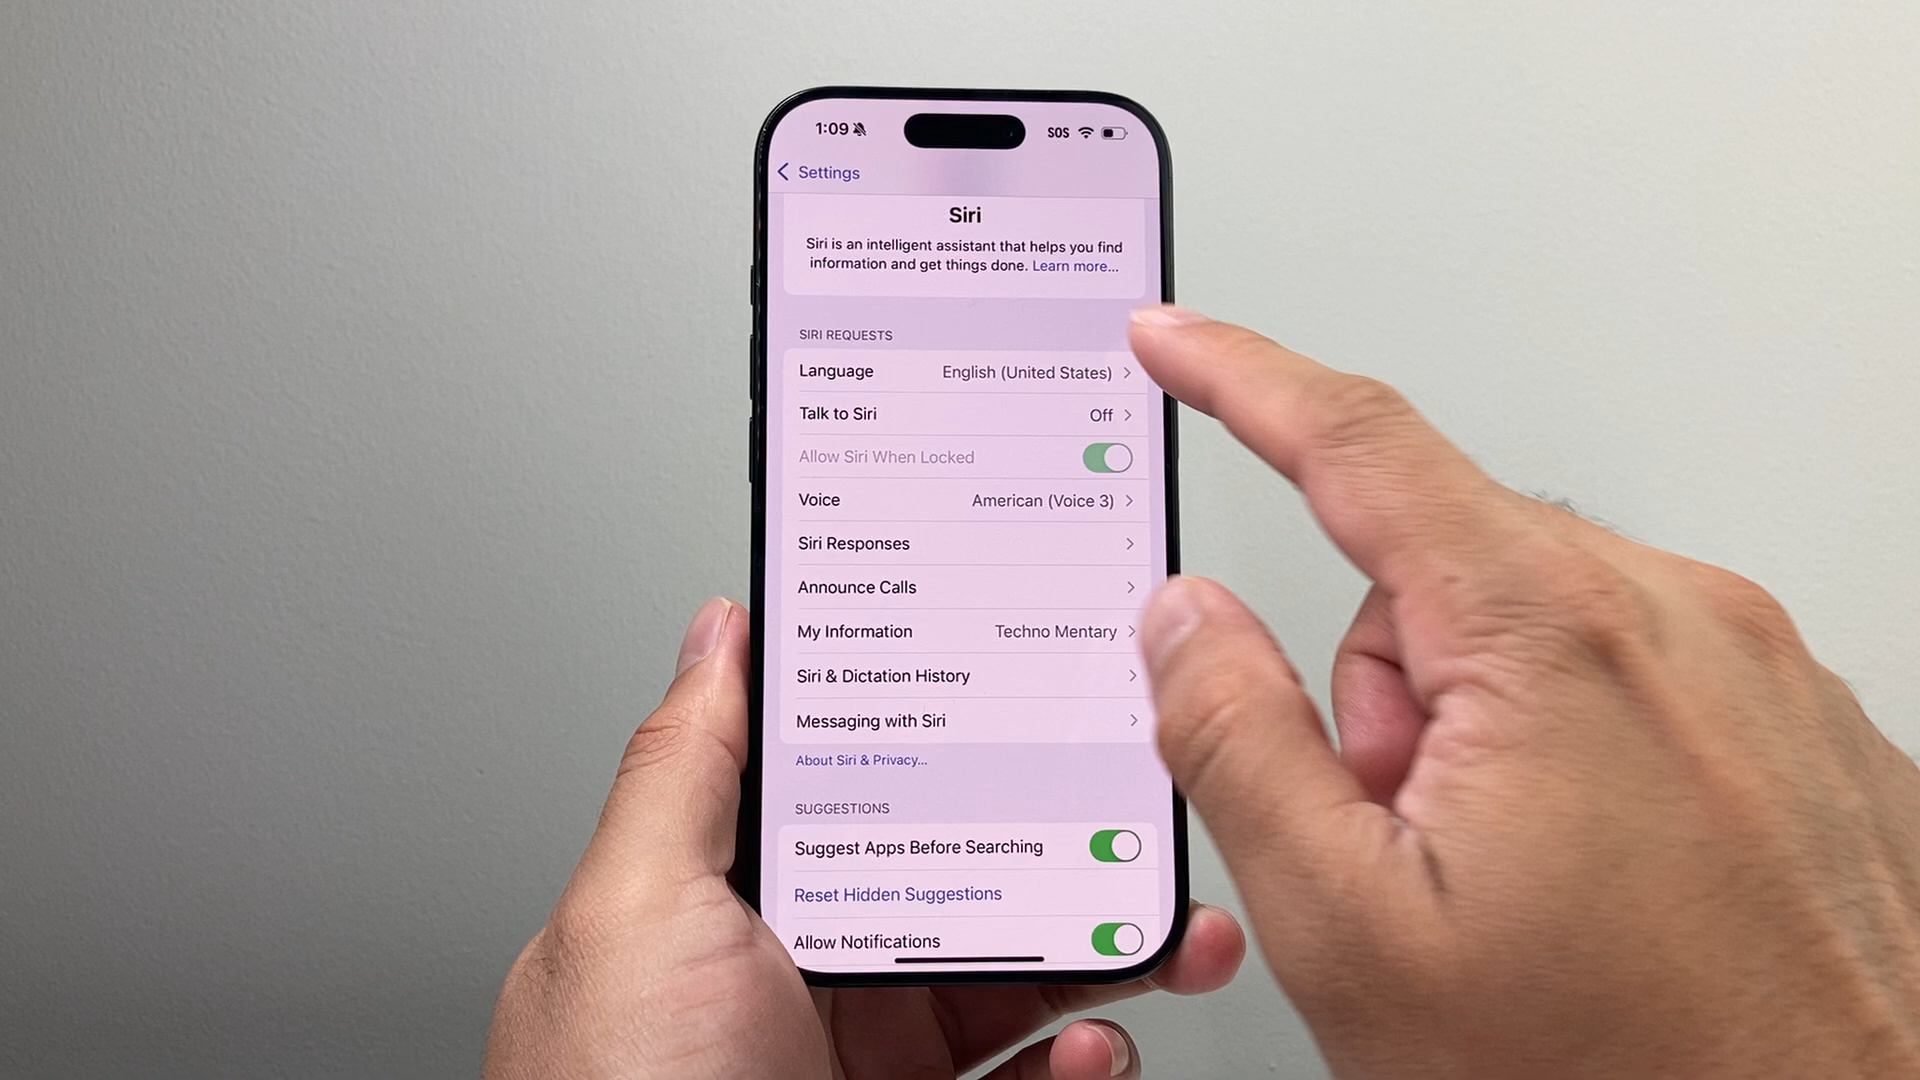 1:09 SOS
Settings
Siri
Siri is an intelligent assistant that helps you find
information and get things done. Learn more...
SIRI REQUESTS
Language English (United States)
Talk to Siri Off
Allow Siri When Locked
Voice American (Voice 3)
Siri Responses
Announce Calls
My Information Techno Mentary
Siri & Dictation History
Messaging with Siri
About Siri & Privacy...
SUGGESTIONS
Suggest Apps Before Searching
Reset Hidden Suggestions
Allow Notifications